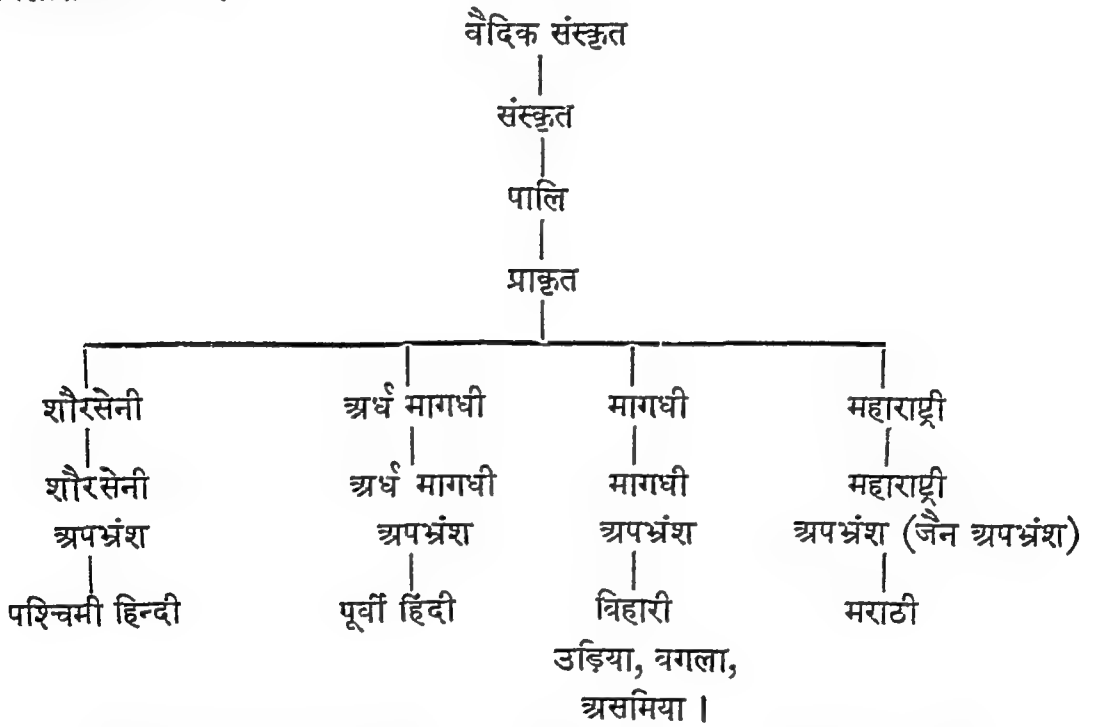 वैदिक संस्कृत
संस्कृत
पालि
प्राकृत
शौरसेनी अर्ध मागधी मागधी महाराष्ट्री
शौरसेनी अर्ध मागधी मागधी महाराष्ट्री
अपभ्रंश अपभ्रंश अपभ्रंश अपभ्रंश (जैन अपभ्रंश)
पश्चिमी हिन्दी पूर्वी हिंदी विहारी मराठी
उड़िया, वगला,
असमिया ।